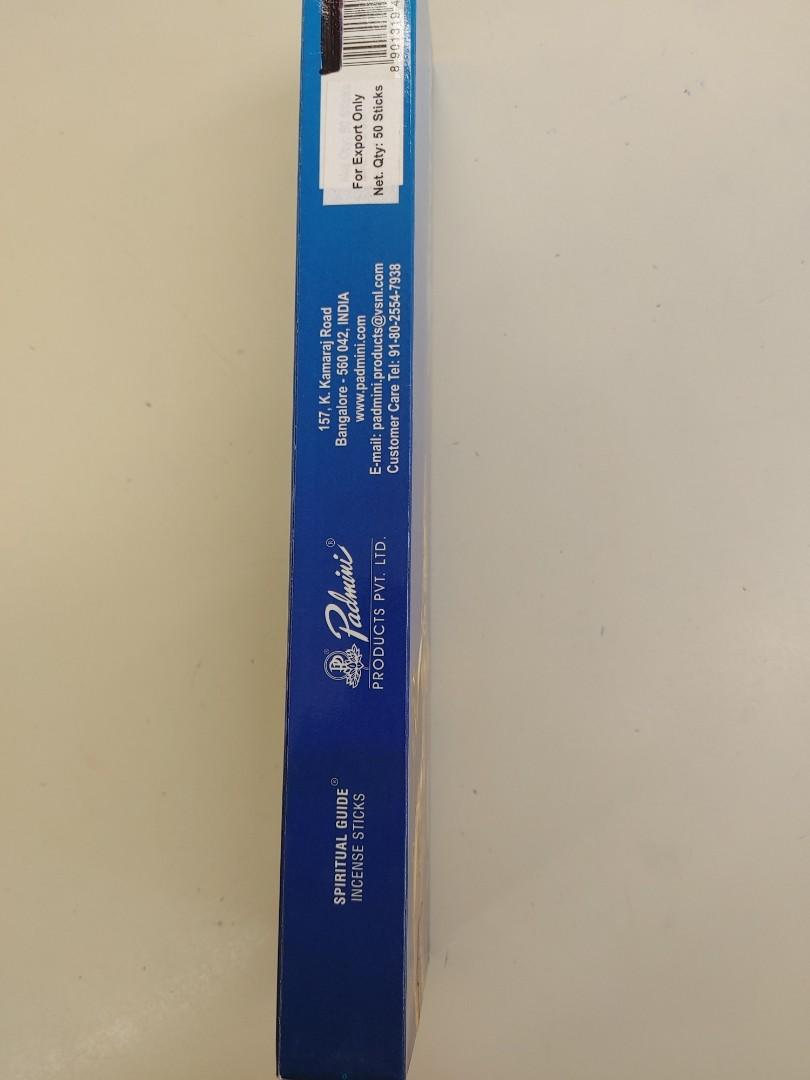 SPIRITUAL GUIDE®
INCENSE STICKS
Padmini®
PRODUCTS PVT. LTD.
157, K. Kamaraj Road
Bangalore - 560 042, INDIA
www.padmini.com
E-mail: padmini.products@vsnl.com
Customer Care Tel: 91-80-2554-7938
For Export Only
Net. Qty: 50 Sticks